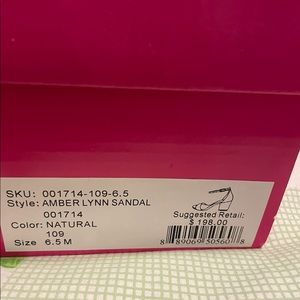 SKU: 001714-109-6.5
Style: AMBER LYNN SANDAL
001714
Color: NATURAL
109
Size 6.5 M
Suggested Retail:
$ 198.00
8 89069 50560 8